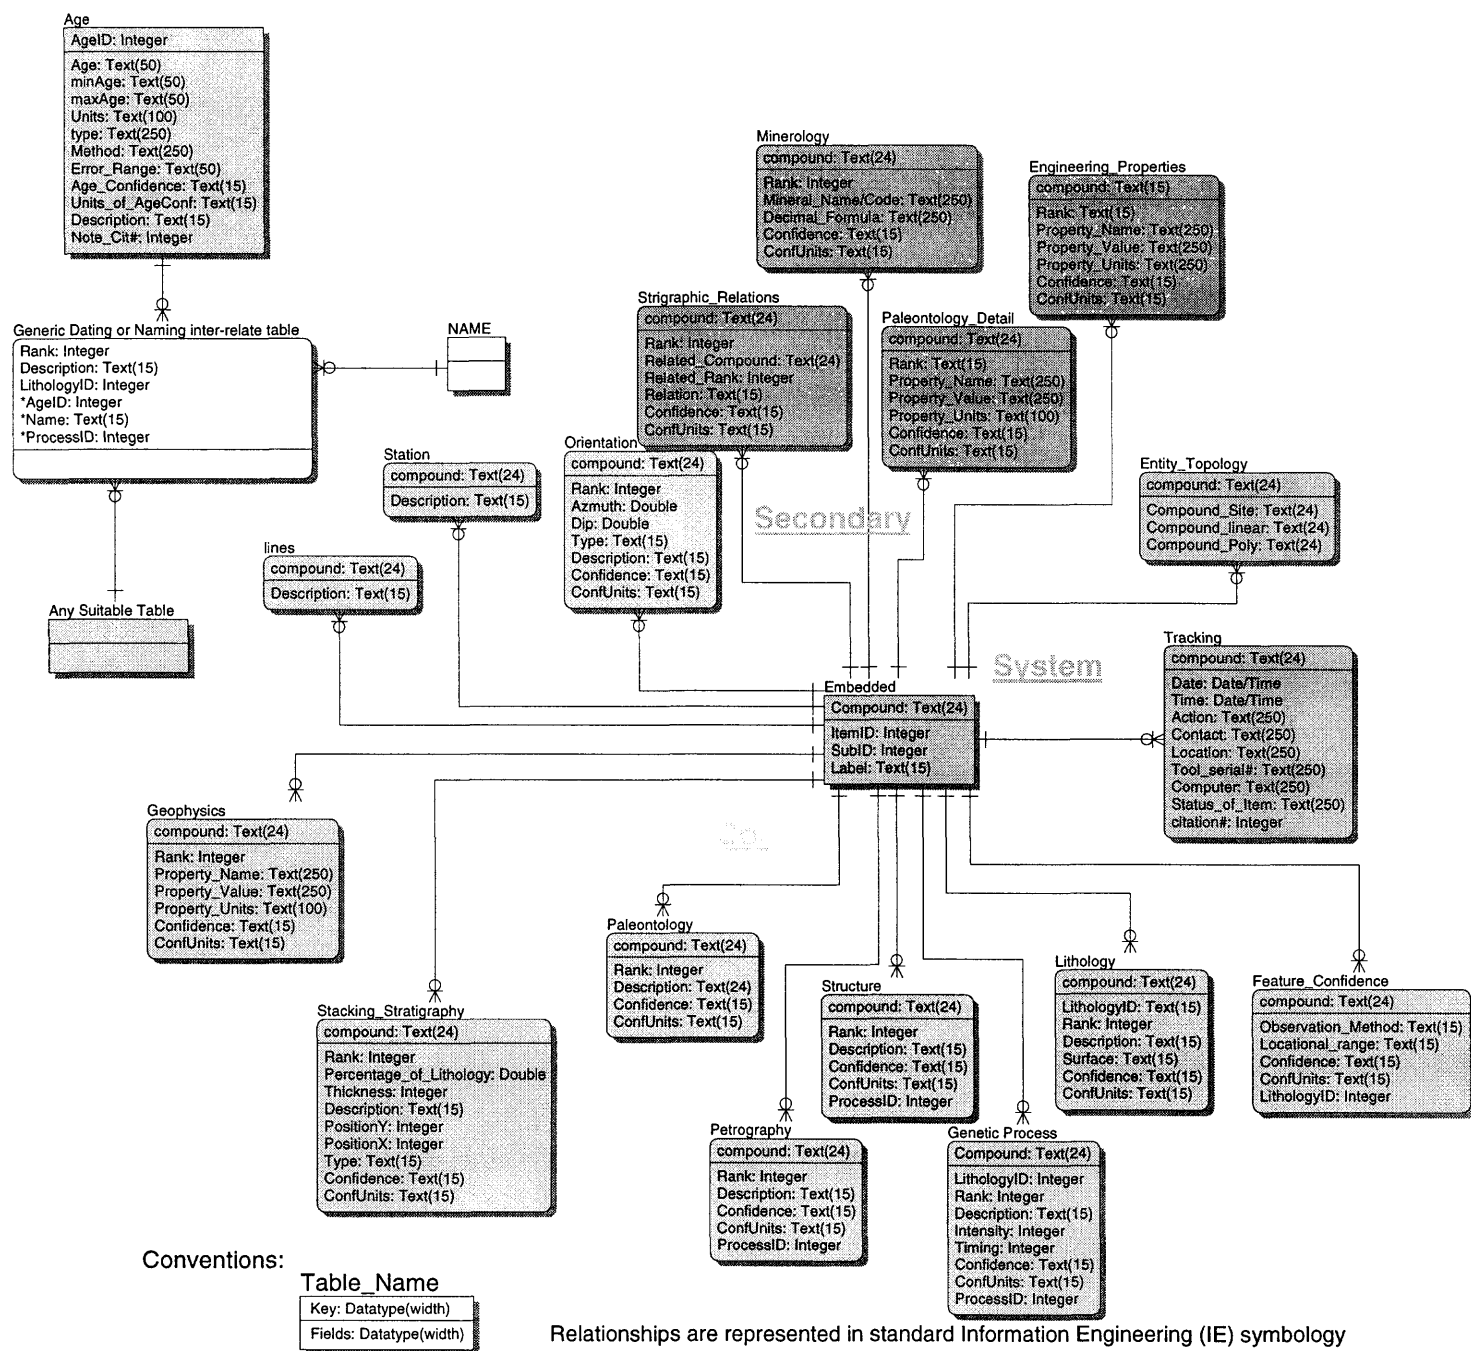 Age
AgeID: Integer
Age: Text(50)
minAge: Text(50)
maxAge: Text(50)
Units: Text(100)
type: Text(250)
Method: Text(250)
Error_Range: Text(50)
Age_Confidence: Text(15)
Units_of_AgeConf: Text(15)
Description: Text(15)
Note_Cit#: Integer
Generic Dating or Naming inter-relate table
Rank: Integer
Description: Text(15)
LithologyID: Integer
*AgeID: Integer
*Name: Text(15)
*ProcessID: Integer
NAME
Any Suitable Table
Station
compound: Text(24)
Description: Text(15)
lines
compound: Text(24)
Description: Text(15)
Orientation
compound: Text(24)
Rank: Integer
Azmuth: Double
Dip: Double
Type: Text(15)
Description: Text(15)
Confidence: Text(15)
ConfUnits: Text(15)
Strigraphic_Relations
compound: Text(24)
Rank: Integer
Related_Compound: Text(24)
Related_Rank: Integer
Relation: Text(15)
Confidence: Text(15)
ConfUnits: Text(15)
Minerology
compound: Text(24)
Rank: Integer
Mineral_Name/Code: Text(250)
Decimal_Formula: Text(250)
Confidence: Text(15)
ConfUnits: Text(15)
Paleontology_Detail
compound: Text(24)
Rank: Text(15)
Property_Name: Text(250)
Property_Value: Text(250)
Property_Units: Text(100)
Confidence: Text(15)
ConfUnits: Text(15)
Engineering_Properties
compound: Text(15)
Rank: Text(15)
Property_Name: Text(250)
Property_Value: Text(250)
Property_Units: Text(250)
Confidence: Text(15)
ConfUnits: Text(15)
Entity_Topology
compound: Text(24)
Compound_Site: Text(24)
Compound_linear: Text(24)
Compound_Poly: Text(24)
Secondary
System
Tracking
compound: Text(24)
Date: Date/Time
Time: Date/Time
Action: Text(250)
Contact: Text(250)
Location: Text(250)
Tool_serial#: Text(250)
Computer: Text(250)
Status_of_Item: Text(250)
citation#: Integer
Embedded
Compound: Text(24)
ItemID: Integer
SubID: Integer
Label: Text(15)
Geophysics
compound: Text(24)
Rank: Integer
Property_Name: Text(250)
Property_Value: Text(250)
Property_Units: Text(100)
Confidence: Text(15)
ConfUnits: Text(15)
Stacking_Stratigraphy
compound: Text(24)
Rank: Integer
Percentage_of_Lithology: Double
Thickness: Integer
Description: Text(15)
PositionY: Integer
PositionX: Integer
Type: Text(15)
Confidence: Text(15)
ConfUnits: Text(15)
Paleontology
compound: Text(24)
Rank: Integer
Description: Text(24)
Confidence: Text(15)
ConfUnits: Text(15)
Petrography
compound: Text(24)
Rank: Integer
Description: Text(15)
Confidence: Text(15)
ConfUnits: Text(15)
ProcessID: Integer
Structure
compound: Text(24)
Rank: Integer
Description: Text(15)
Confidence: Text(15)
ConfUnits: Text(15)
ProcessID: Integer
Genetic Process
Compound: Text(24)
LithologyID: Integer
Rank: Integer
Description: Text(15)
Intensity: Integer
Timing: Integer
Confidence: Text(15)
ConfUnits: Text(15)
ProcessID: Integer
Lithology
compound: Text(24)
LithologyID: Text(15)
Rank: Integer
Description: Text(15)
Surface: Text(15)
Confidence: Text(15)
ConfUnits: Text(15)
Feature_Confidence
compound: Text(24)
Observation_Method: Text(15)
Locational_range: Text(15)
Confidence: Text(15)
ConfUnits: Text(15)
LithologyID: Integer
Conventions:
Table_Name
Key: Datatype(width)
Fields: Datatype(width)
Relationships are represented in standard Information Engineering (IE) symbology